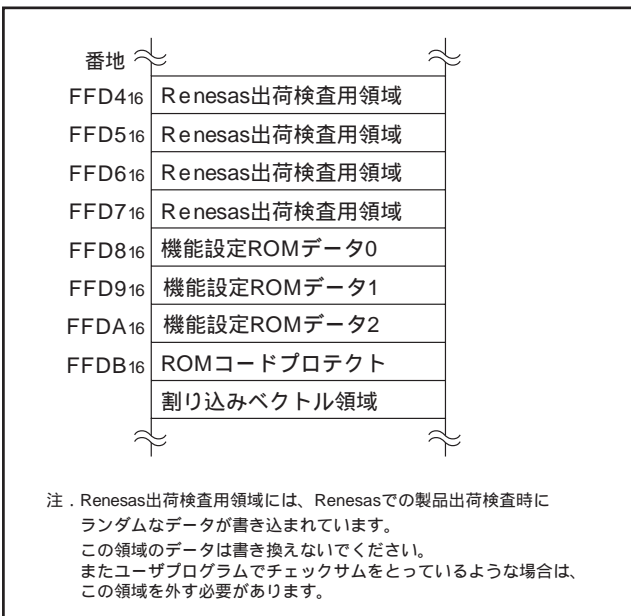 番地
FFD416 Renesas出荷検査用領域
FFD516 Renesas出荷検査用領域
FFD616 Renesas出荷検査用領域
FFD716 Renesas出荷検査用領域
FFD816 機能設定ROMデータ0
FFD916 機能設定ROMデータ1
FFDA16 機能設定ROMデータ2
FFDB16 ROMコードプロテクト
割り込みベクトル領域
注．Renesas出荷検査用領域には、Renesasでの製品出荷検査時に
ランダムなデータが書き込まれています。
この領域のデータは書き換えないでください。
またユーザプログラムでチェックサムをとっているような場合は、
この領域を外す必要があります。